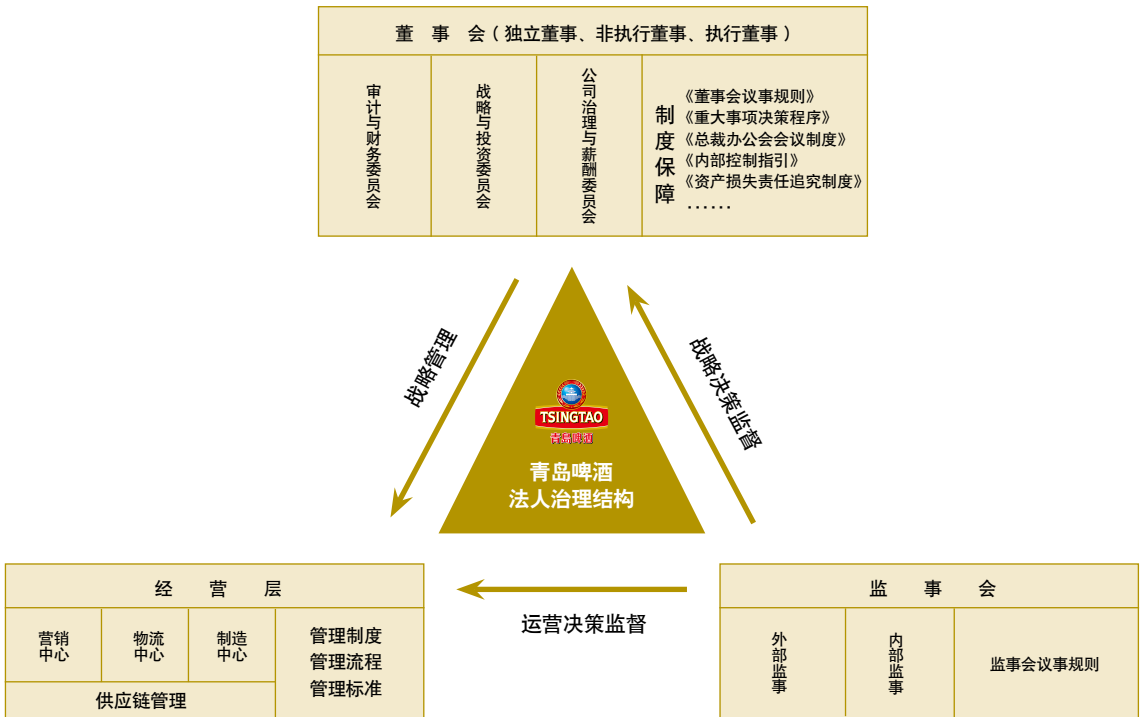 董 事 会（独立董事、非执行董事、执行董事）
审计与财务委员会
战略与投资委员会
公司治理与薪酬委员会
制度保障
《董事会议事规则》
《重大事项决策程序》
《总裁办公会会议制度》
《内部控制指引》
《资产损失责任追究制度》
······
战略管理
战略决策监督
TSINGTAO
青岛啤酒
青岛啤酒
法人治理结构
运营决策监督
经 营 层
营销
中心
物流
中心
制造
中心
供应链管理
管理制度
管理流程
管理标准
监 事 会
外部监事
内部监事
监事会议事规则